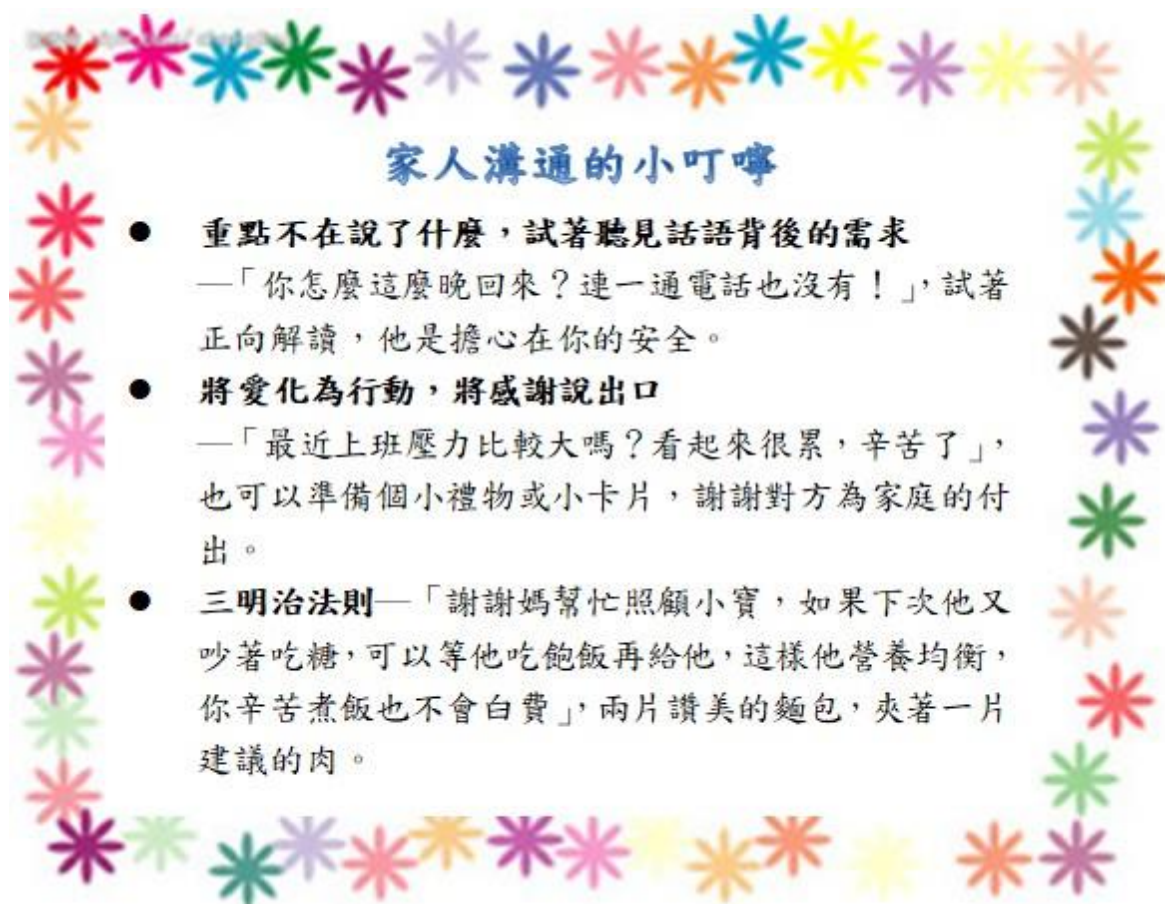 家人溝通的小叮嚀
● 重點不在說了什麼，試著聽見話語背後的需求
—「你怎麼這麼晚回來？連一通電話也沒有！」，試著
正向解讀，他是擔心在你的安全。
● 將愛化為行動，將感謝說出口
—「最近上班壓力比較大嗎？看起來很累，辛苦了」，
也可以準備個小禮物或小卡片，謝謝對方為家庭的付
出。
● 三明治法則—「謝謝媽幫忙照顧小寶，如果下次他又
吵著吃糖，可以等他吃飽飯再給他，這樣他營養均衡，
你辛苦煮飯也不會白費」，兩片讚美的麵包，夾著一片
建議的肉。